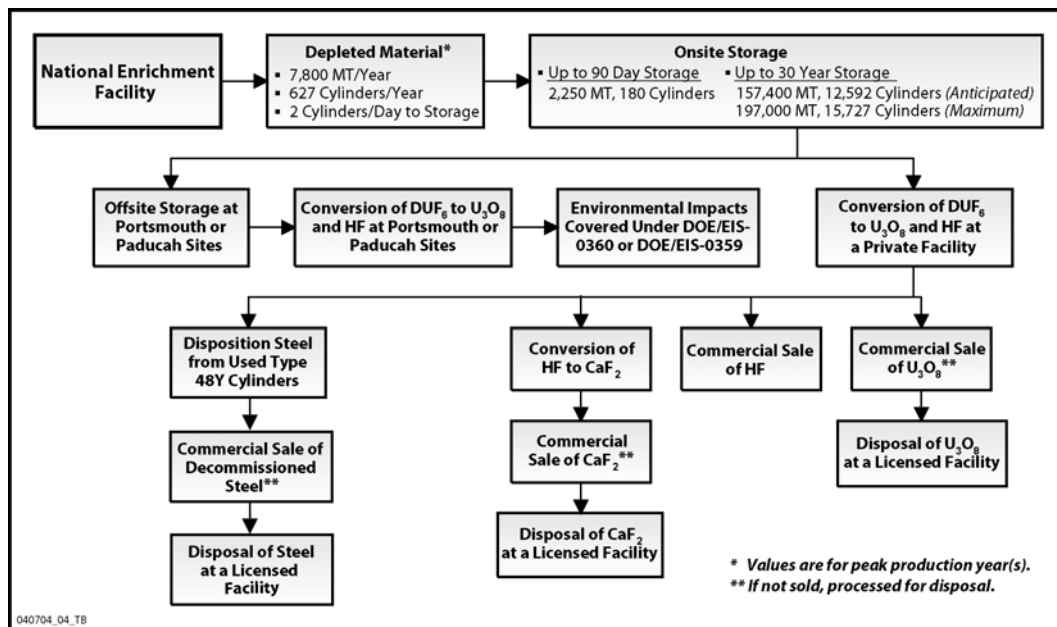 National Enrichment
Facility
Depleted Material*
▪ 7,800 MT/Year
▪ 627 Cylinders/Year
▪ 2 Cylinders/Day to Storage
Onsite Storage
▪ Up to 90 Day Storage
2,250 MT, 180 Cylinders
▪ Up to 30 Year Storage
157,400 MT, 12,592 Cylinders (Anticipated)
197,000 MT, 15,727 Cylinders (Maximum)
Offsite Storage at
Portsmouth or
Paducah Sites
Conversion of DUF₆ to U₃O₈
and HF at Portsmouth or
Paducah Sites
Environmental Impacts
Covered Under DOE/EIS-
0360 or DOE/EIS-0359
Conversion of DUF₆
to U₃O₈ and HF at
a Private Facility
Disposition Steel
from Used Type
48Y Cylinders
Conversion of
HF to CaF₂
Commercial Sale
of HF
Commercial Sale
of U₃O₈**
Commercial Sale of
Decommissioned
Steel**
Commercial
Sale of CaF₂**
Disposal of U₃O₈
at a Licensed Facility
Disposal of Steel
at a Licensed
Facility
Disposal of CaF₂
at a Licensed Facility
* Values are for peak production year(s).
** If not sold, processed for disposal.
040704_04_TB